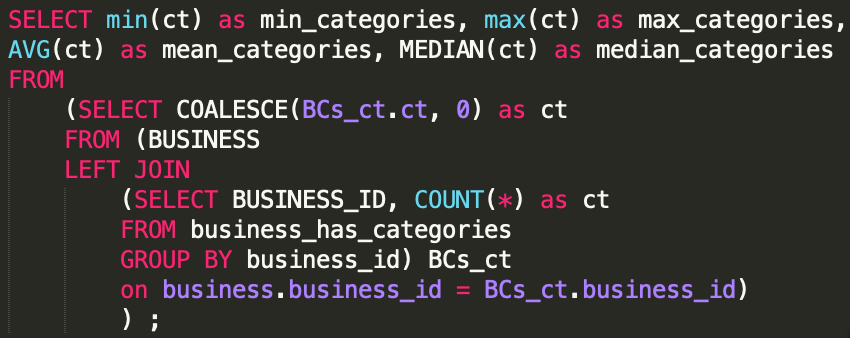 SELECT min(ct) as min_categories, max(ct) as max_categories,
AVG(ct) as mean_categories, MEDIAN(ct) as median_categories
FROM
(SELECT COALESCE(BCs_ct.ct, 0) as ct
FROM (BUSINESS
LEFT JOIN
(SELECT BUSINESS_ID, COUNT(*) as ct
FROM business_has_categories
GROUP BY business_id) BCs_ct
on business.business_id = BCs_ct.business_id)
) ;